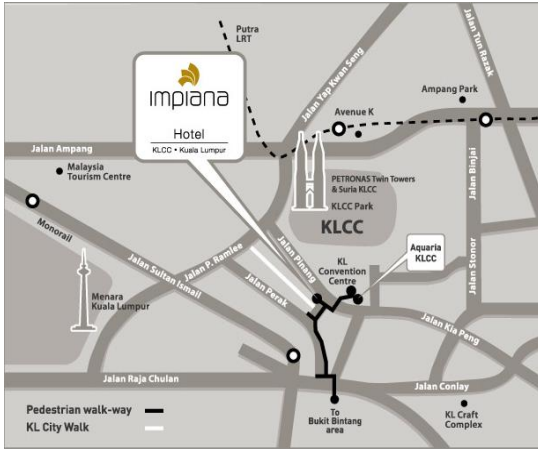 Putra
LRT
Jalan Yap Kwan Seng
Jalan Tun Razak
impiana
Hotel
KLCC • Kuala Lumpur
Ampang Park
Avenue K
Jalan Ampang
Malaysia
Tourism Centre
Jalan Binjai
PETRONAS Twin Towers
& Suria KLCC
KLCC Park
KLCC
Monorail
Jalan Sultan Ismail
Jalan P. Ramlee
Jalan Pinang
KL
Convention
Centre
Aquaria
KLCC
Jalan Stonor
Jalan Perak
Menara
Kuala Lumpur
Jalan Kia Peng
Jalan Raja Chulan
Jalan Conlay
Pedestrian walk-way
KL City Walk
To
Bukit Bintang
area
KL Craft
Complex